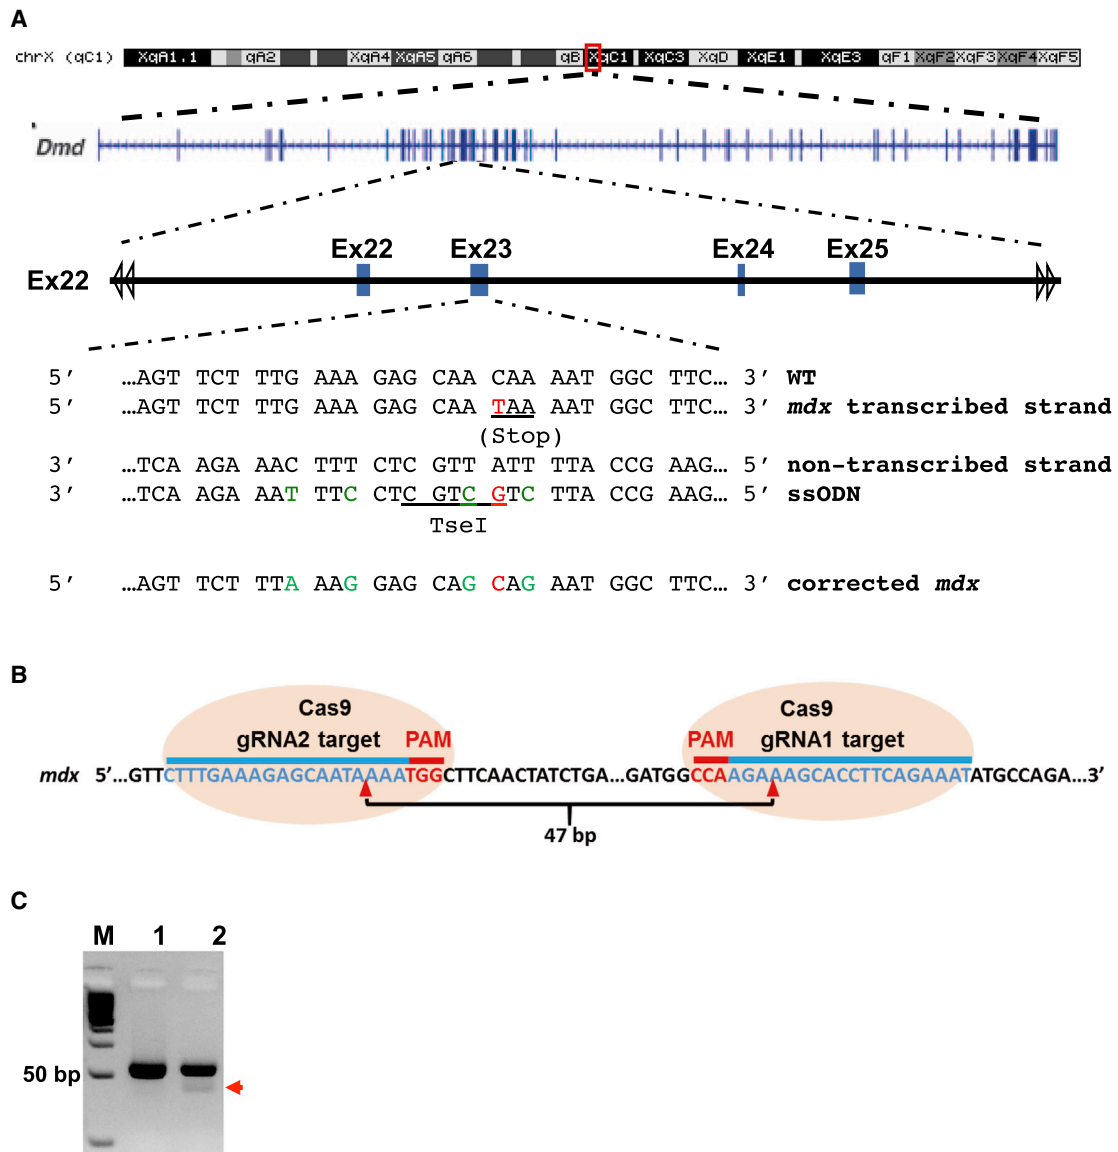 A
chrX (qC1) XqA1.1 qA2 XqA4 XqA5 qA6 qB XqC1 XqC3 XqD XqE1 XqE3 qF1 XqF2 XqF3 XqF4 XqF5
Dmd
Ex22 Ex23 Ex24 Ex25
Ex22
5′ …AGT TCT TTG AAA GAG CAA CAA AAT GGC TTC… 3′ WT
5′ …AGT TCT TTG AAA GAG CAA TAA AAT GGC TTC… 3′ mdx transcribed strand
(Stop)
3′ …TCA AGA AAC TTT CTC GTT ATT TTA CCG AAG… 5′ non-transcribed strand
3′ …TCA AGA AAT TTC CTC GTC GTC TTA CCG AAG… 5′ ssODN
TseI
5′ …AGT TCT TTA AAG GAG CAG CAG AAT GGC TTC… 3′ corrected mdx
B
Cas9 Cas9
gRNA2 target PAM PAM gRNA1 target
mdx 5′…GTTCTTTGAAAGAGCAATAAAATGGCTTCAACTATCTGA…GATGGCCAAGAAAGCACCTTCAGAAATATGCCAGA…3′
47 bp
C
M 1 2
50 bp